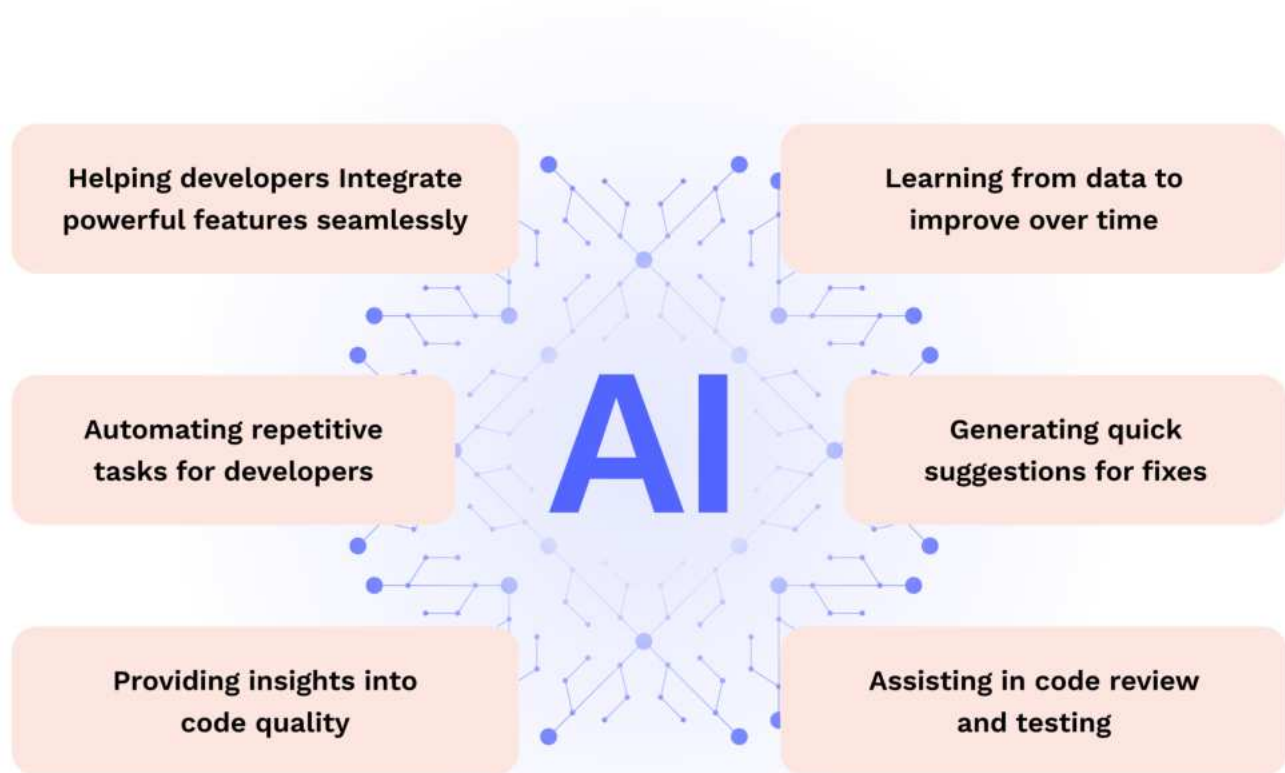 Helping developers Integrate
powerful features seamlessly
Learning from data to
improve over time
Automating repetitive
tasks for developers
AI
Generating quick
suggestions for fixes
Providing insights into
code quality
Assisting in code review
and testing